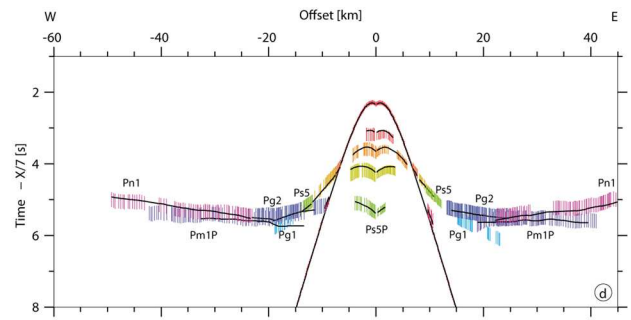 W Offset [km] E
-60 -40 -20 0 20 40
2
4
6
8
Time – X/7 [s]
Pn1 Pm1P Pg2 Pg1 Ps5 Ps5P Ps5 Pg2 Pg1 Pm1P Pn1
d